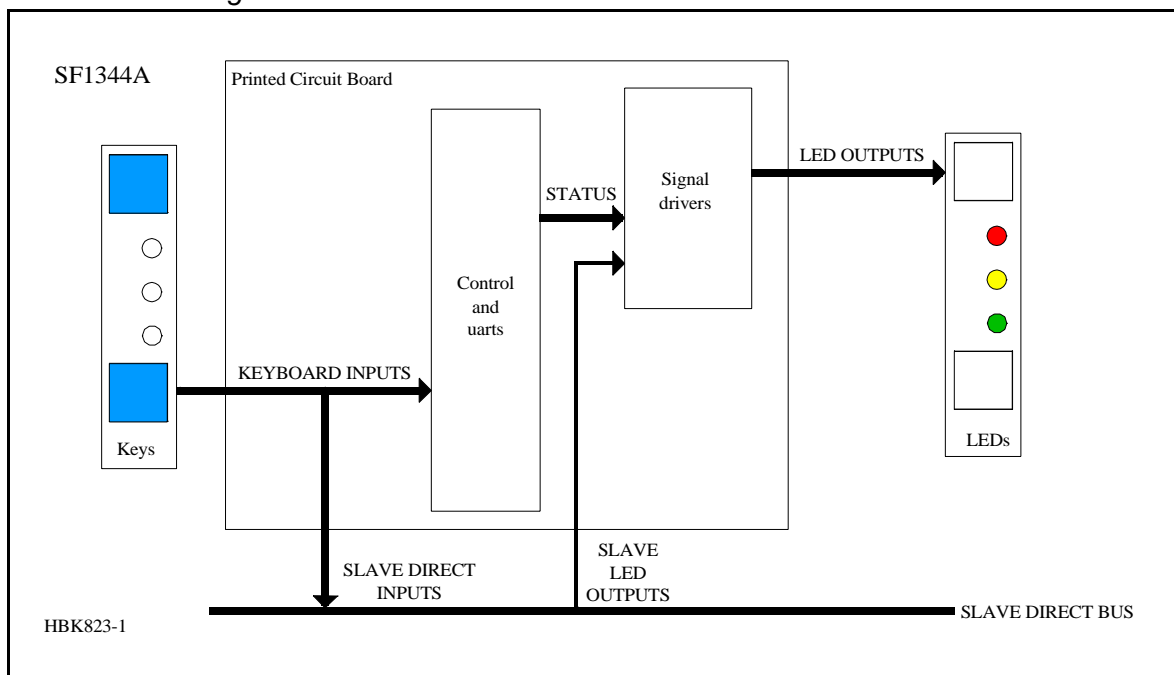 SF1344A
Printed Circuit Board
LED OUTPUTS
Signal
drivers
STATUS
Control
and
uarts
KEYBOARD INPUTS
Keys
LEDs
SLAVE DIRECT
INPUTS
SLAVE
LED
OUTPUTS
SLAVE DIRECT BUS
HBK823-1